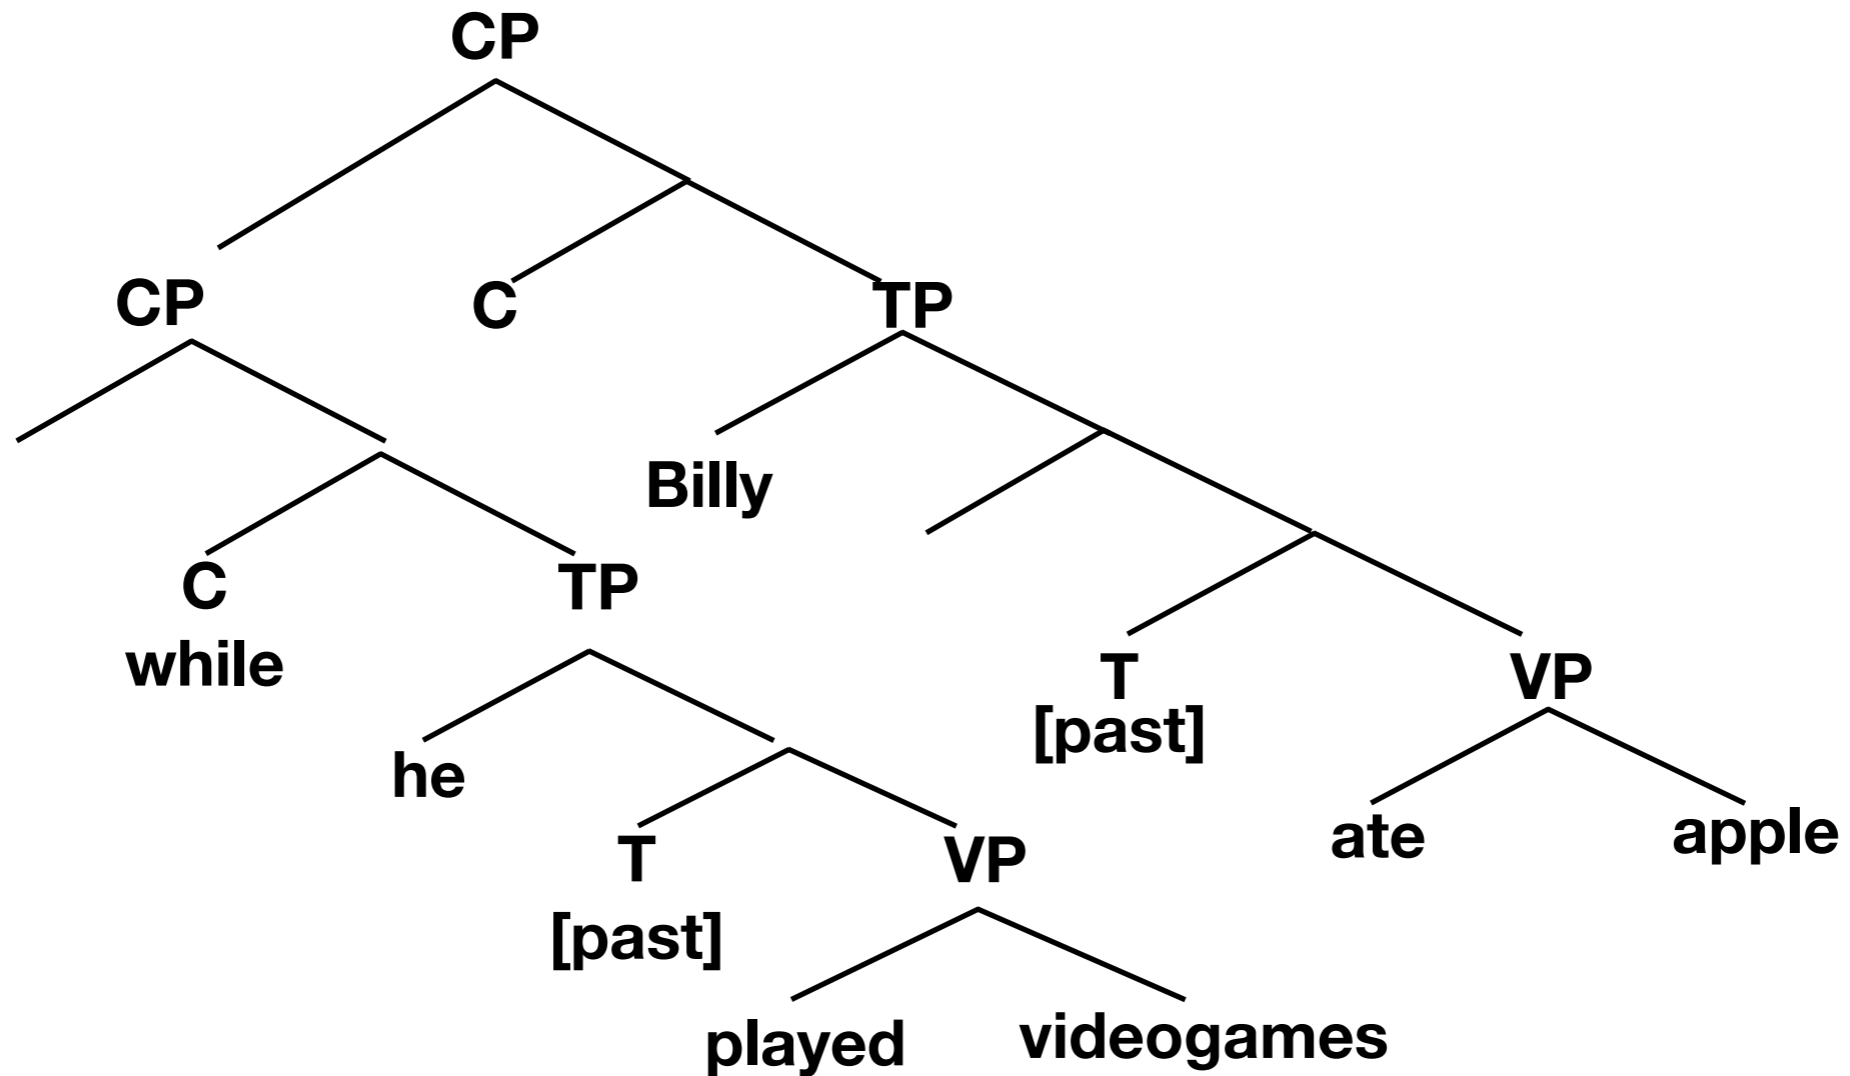 CP
CP C TP
Billy
C TP
while
T VP
[past]
he
ate apple
T VP
[past]
played videogames